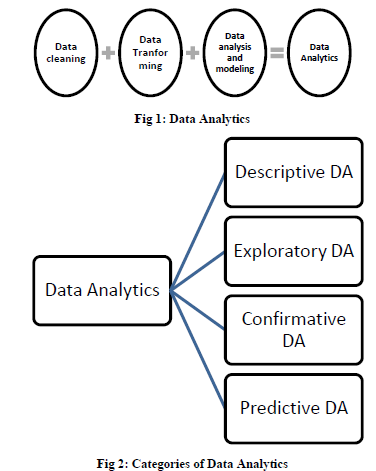 Data
cleaning
Data
Tranfor
ming
Data
analysis
and
modeling
Data
Analytics
Fig 1: Data Analytics
Data Analytics
Descriptive DA
Exploratory DA
Confirmative
DA
Predictive DA
Fig 2: Categories of Data Analytics